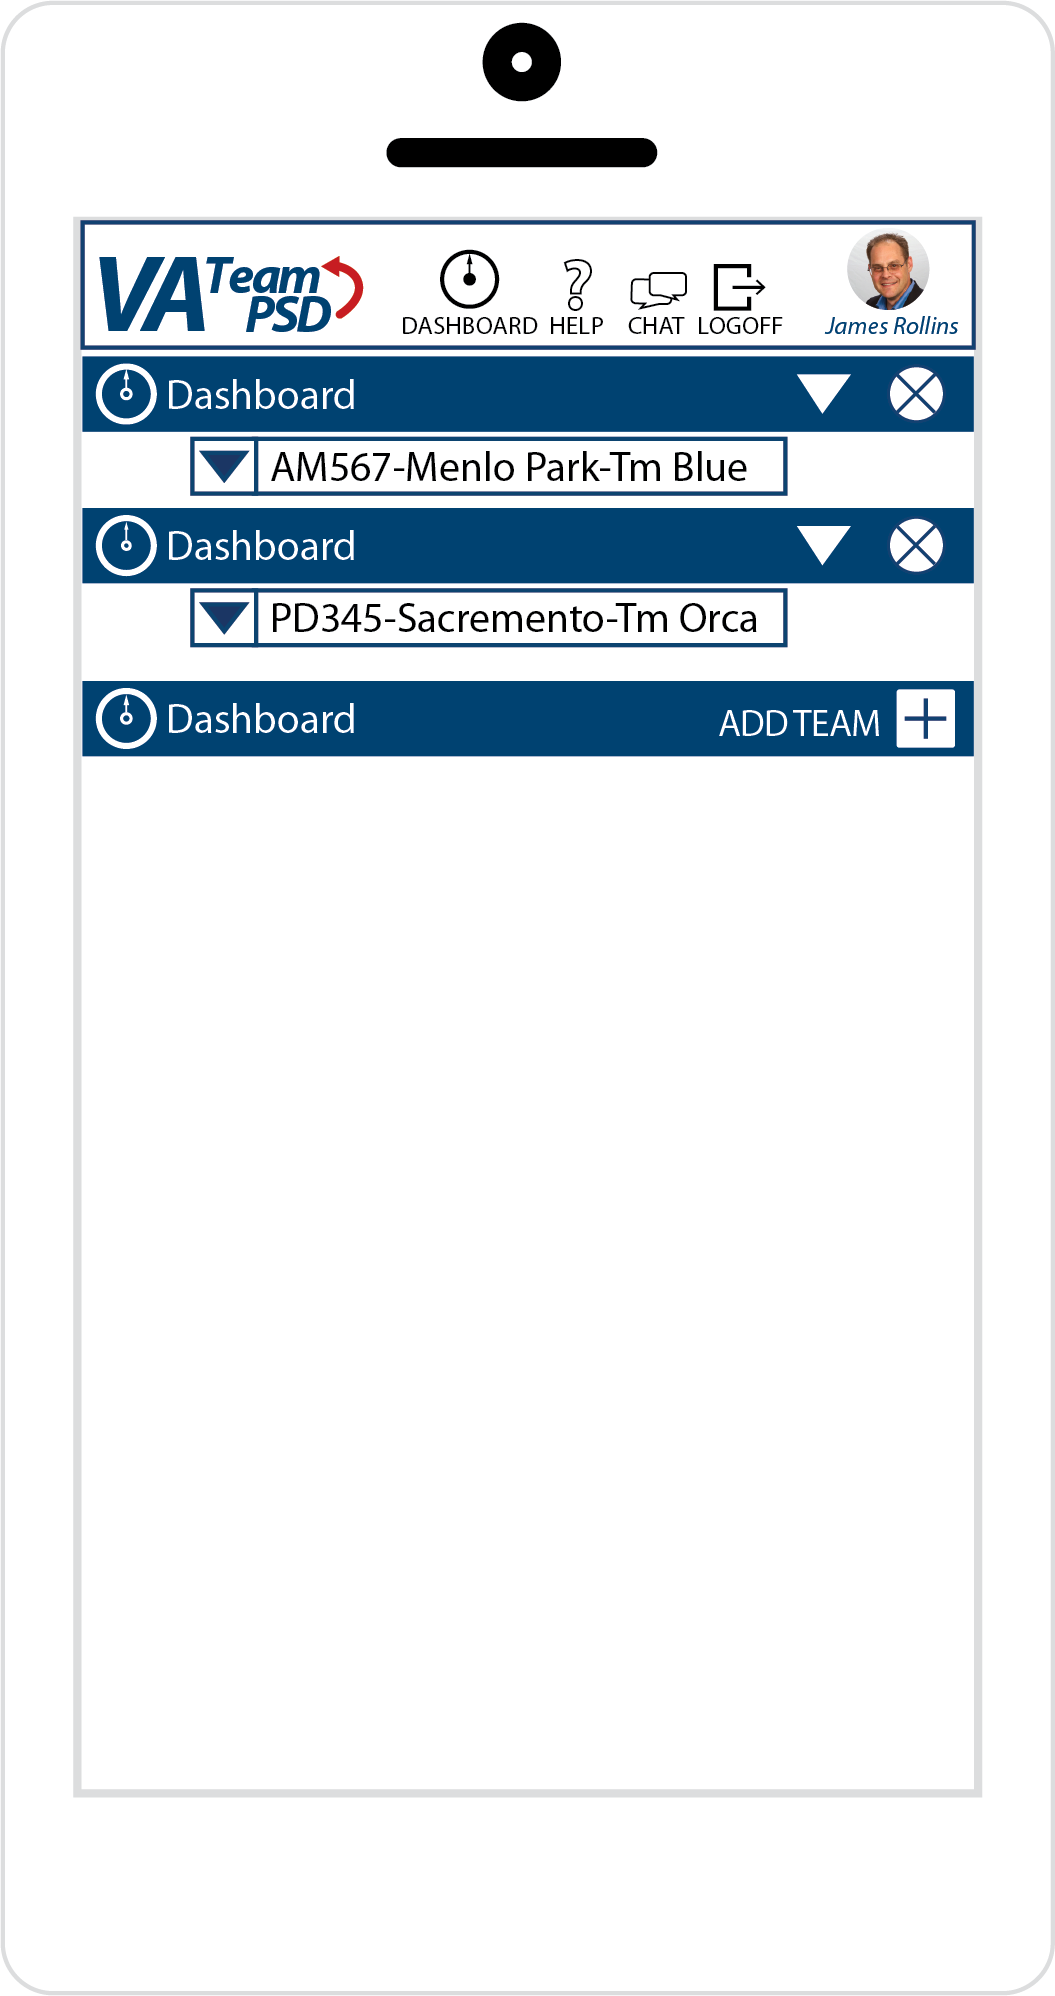 VA Team
PSD
DASHBOARD HELP CHAT LOGOFF James Rollins
Dashboard
AM567-Menlo Park-Tm Blue
Dashboard
PD345-Sacremento-Tm Orca
Dashboard ADD TEAM